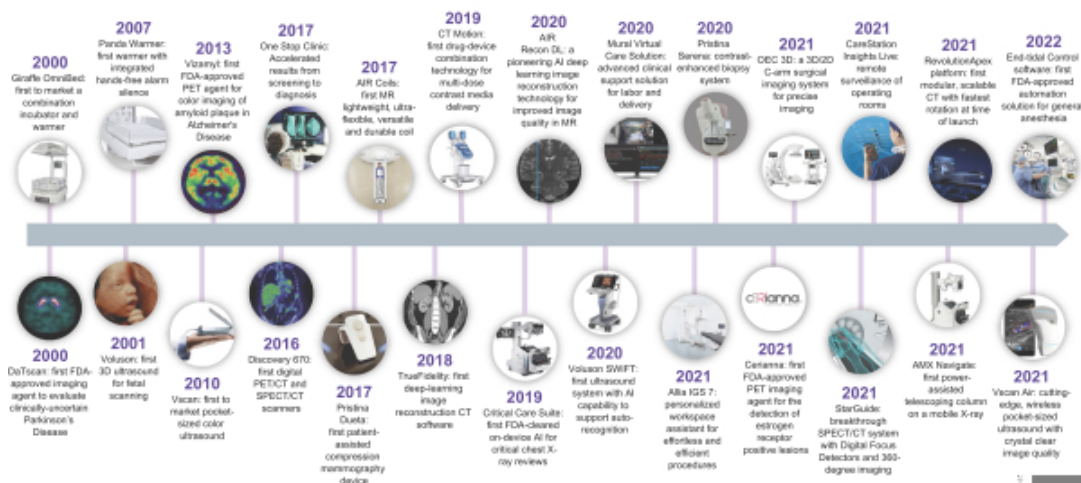 2000
Giraffe OmniBed:
first to market a
combination
incubator and
warmer
2007
Panda Warmer:
first warmer with
integrated
hands-free alarm
silence
2013
Vizamyl: first
FDA-approved
PET agent for
color imaging of
amyloid plaque in
Alzheimer's
Disease
2017
One Stop Clinic:
Accelerated
results from
screening to
diagnosis
2017
AIR Coils:
first MR
lightweight, ultra-
flexible, versatile
and durable coil
2019
CT Motion:
first drug-device
combination
technology for
multi-dose
contrast media
delivery
2020
AIR
Recon DL: a
pioneering AI deep
learning image
reconstruction
technology for
improved image
quality in MR
2020
Mural Virtual
Care Solution:
advanced clinical
support solution
for labor and
delivery
2020
Pristina
Serena: contrast-
enhanced biopsy
system
2021
OEC 3D: a 3D/2D
C-arm surgical
imaging system
for precise
imaging
2021
CareStation
Insights Live:
remote
surveillance of
operating
rooms
2021
RevolutionApex
platform: first
modular, scalable
CT with fastest
rotation at time
of launch
2022
End-tidal Control
software: first
FDA-approved
automation
solution for general
anesthesia
2000
DaTscan: first FDA-
approved imaging
agent to evaluate
clinically-uncertain
Parkinson's
Disease
2001
Voluson: first
3D ultrasound
for fetal
scanning
2010
Vscan: first to
market pocket-
sized color
ultrasound
2016
Discovery 670:
first digital
PET/CT and
SPECT/CT
scanners
2017
Pristina
Dueta:
first patient-
assisted
compression
mammography
device
2018
TrueFidelity: first
deep-learning
image
reconstruction CT
software
2019
Critical Care Suite:
first FDA-cleared
on-device AI for
critical chest X-
ray reviews
2020
Voluson SWIFT: first
ultrasound
system with AI
capability to
support auto-
recognition
2021
Allia IGS 7:
personalized
workspace
assistant for
effortless and
efficient
procedures
cerianna
2021
Cerianna: first
FDA-approved
PET imaging
agent for the
detection of
estrogen
receptor
positive lesions
2021
StarGuide:
breakthrough
SPECT/CT system
with Digital Focus
Detectors and 360-
degree imaging
2021
AMX Navigate:
first power-
assisted
telescoping column
on a mobile X-ray
2021
Vscan Air: cutting-
edge, wireless
pocket-sized
ultrasound with
crystal clear
image quality